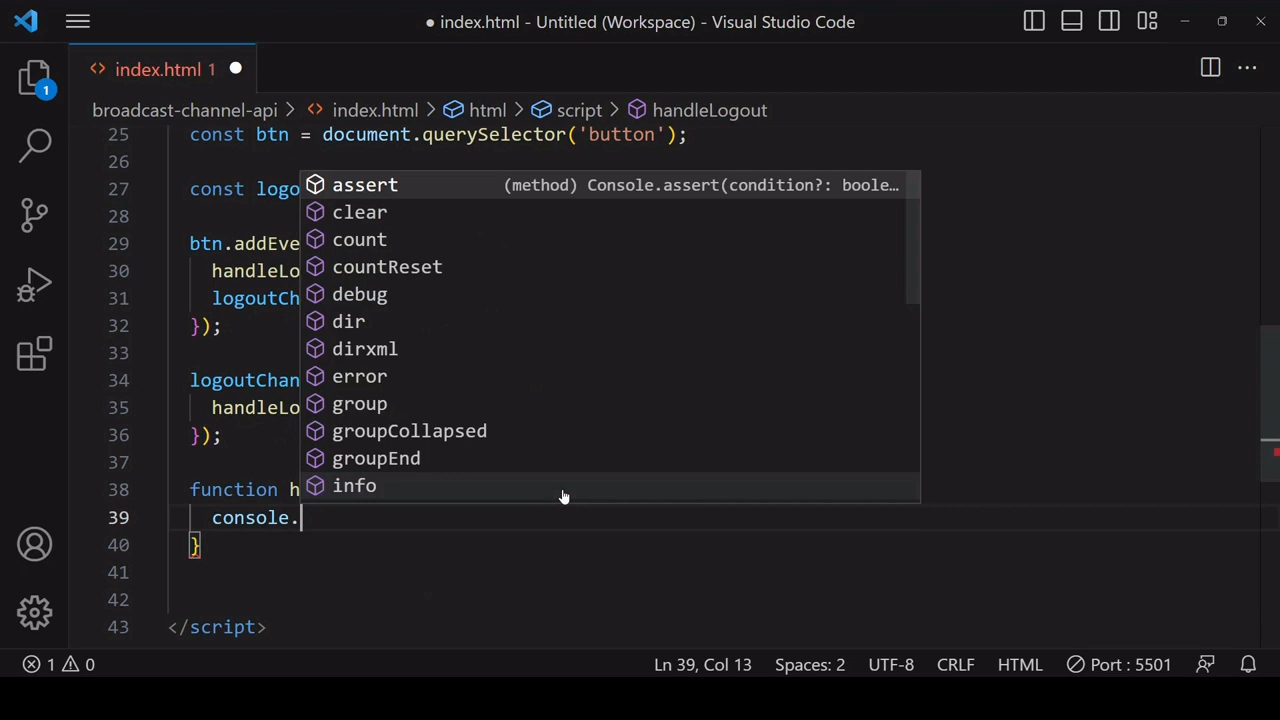 ● index.html - Untitled (Workspace) - Visual Studio Code
index.html 1
1
broadcast-channel-api > index.html > html > script > handleLogout
25 const btn = document.querySelector('button');
26
27 const logo
28
29 btn.addEve
30 handleLo
31 logoutCh
32 });
33
34 logoutChan
35 handleLo
36 });
37
38 function h
39 console.
40 }
41
42
43 </script>
assert (method) Console.assert(condition?: boole…
clear
count
countReset
debug
dir
dirxml
error
group
groupCollapsed
groupEnd
info
1 0 Ln 39, Col 13 Spaces: 2 UTF-8 CRLF HTML Port : 5501